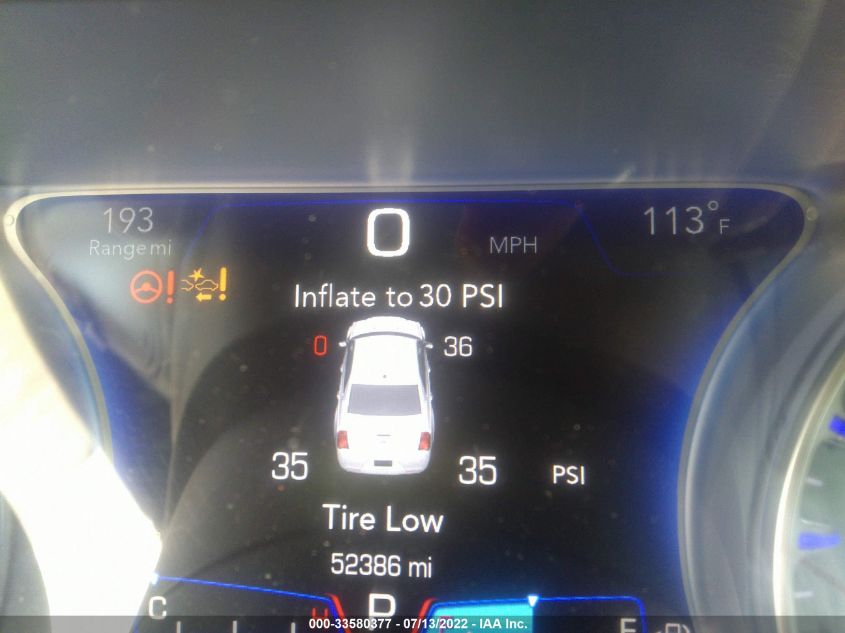 193
Range mi
0
MPH
113°F
Inflate to 30 PSI
0
36
35
35
PSI
Tire Low
52386 mi
C
H
P
E
000-33580377 - 07/13/2022 - IAA Inc.